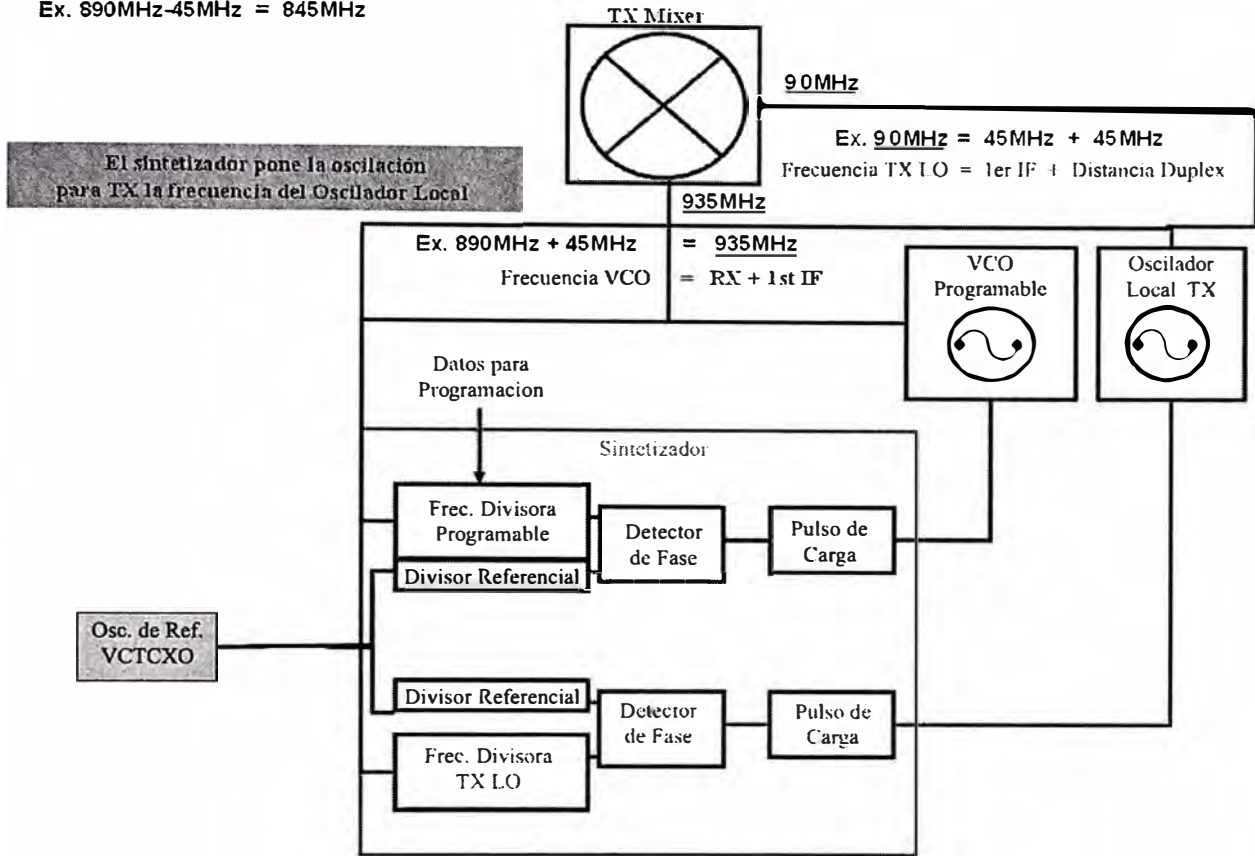 Ex. 890MHz-45MHz = 845MHz
TX Mixer
90MHz
Ex. 90MHz = 45MHz + 45MHz
Frecuencia TX LO = 1er IF + Distancia Duplex
El sintetizador pone la oscilación
para TX la frecuencia del Oscilador Local
935MHz
Ex. 890MHz + 45MHz = 935MHz
Frecuencia VCO = RX + 1st IF
VCO
Programable
Oscilador
Local TX
Datos para
Programacion
Sintetizador
Frec. Divisora
Programable
Divisor Referencial
Detector
de Fase
Pulso de
Carga
Osc. de Ref.
VCTCXO
Divisor Referencial
Frec. Divisora
TX LO
Detector
de Fase
Pulso de
Carga